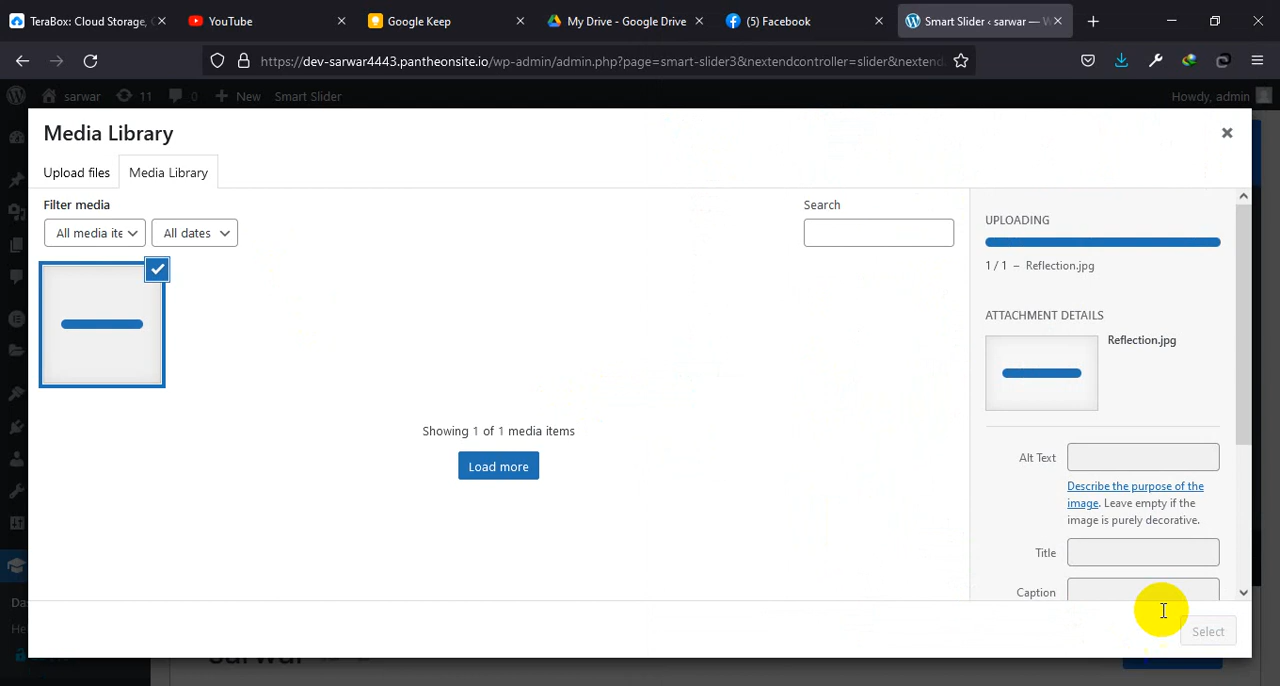 TeraBox: Cloud Storage,
YouTube
Google Keep
My Drive - Google Drive
(5) Facebook
Smart Slider ‹ sarwar —
https://dev-sarwar4443.pantheonsite.io/wp-admin/admin.php?page=smart-slider3&nextendcontroller=slider&nextend
sarwar
11
0
New
Smart Slider
Howdy, admin
Media Library
Upload files
Media Library
Filter media
All media ite
All dates
Search
Showing 1 of 1 media items
Load more
UPLOADING
1 / 1 – Reflection.jpg
ATTACHMENT DETAILS
Reflection.jpg
Alt Text
Describe the purpose of the
image. Leave empty if the
image is purely decorative.
Title
Caption
Select
Da
He
sarwar